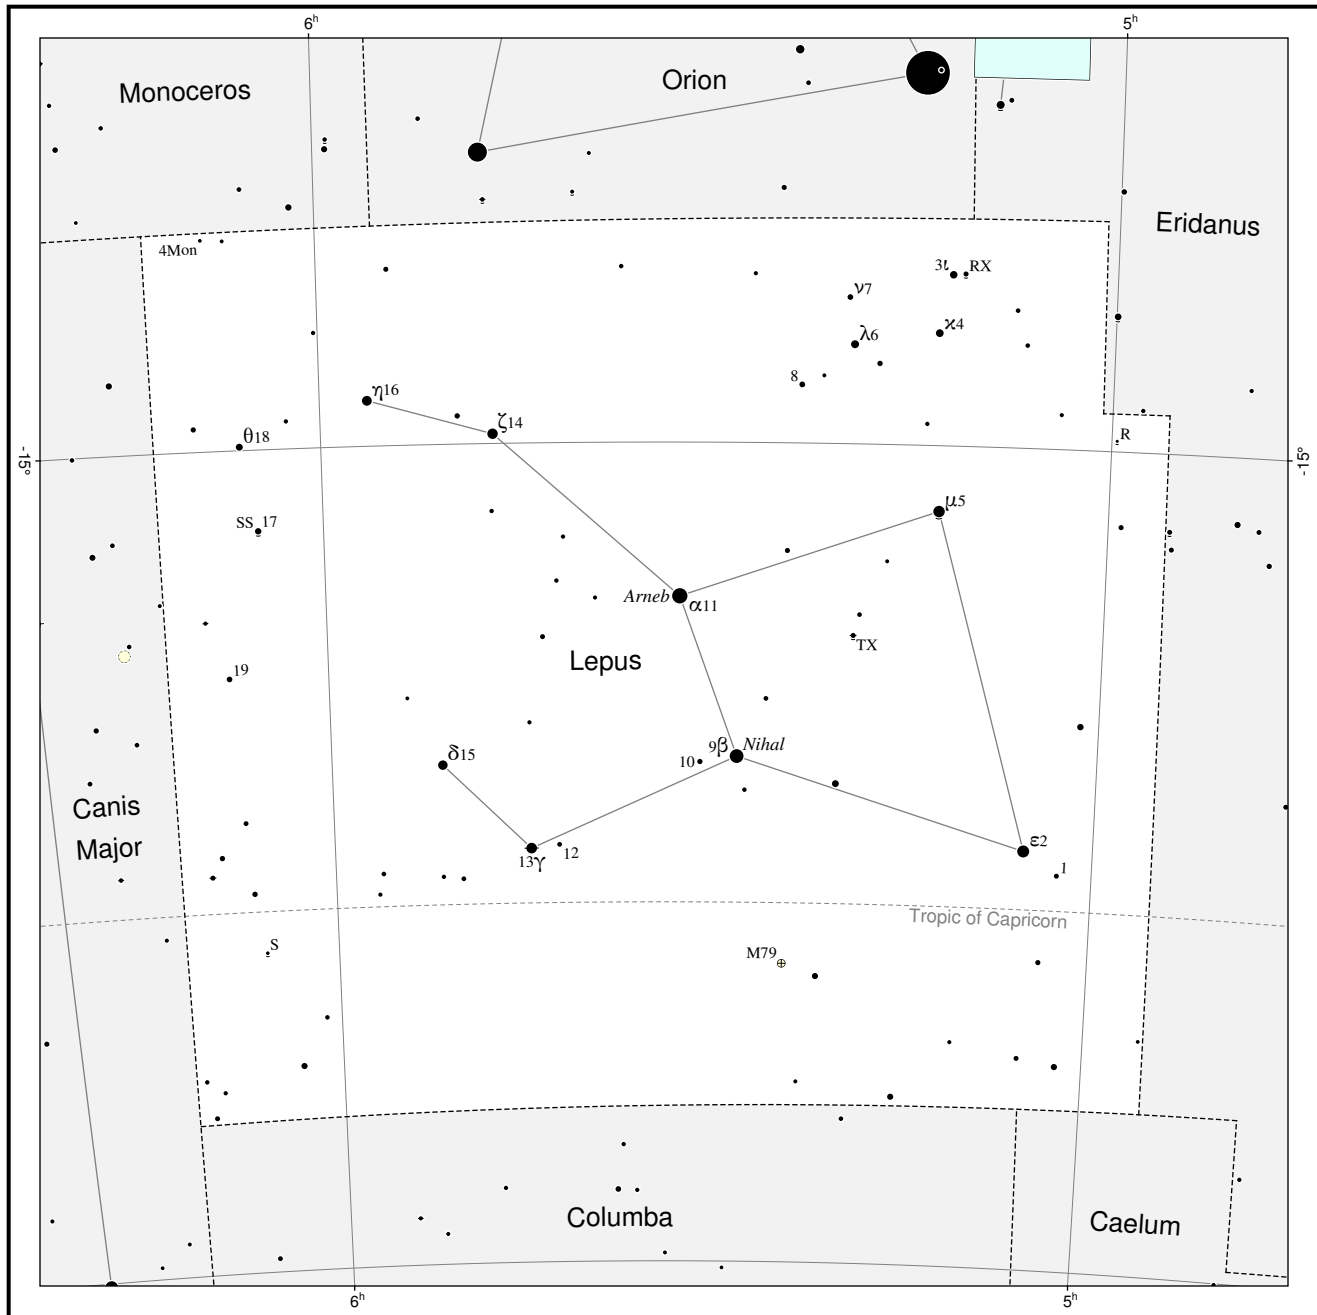 6h
5h
Monoceros
Orion
Eridanus
4Mon
3ι
RX
ν7
ϰ4
λ6
8
η16
ζ14
R
θ18
-15°
-15°
μ5
SS 17
Arneb
α11
TX
Lepus
19
9β
Nihal
δ15
10
Canis
Major
ε2
12
13γ
1
Tropic of Capricorn
S
M79
Columba
Caelum
6h
5h